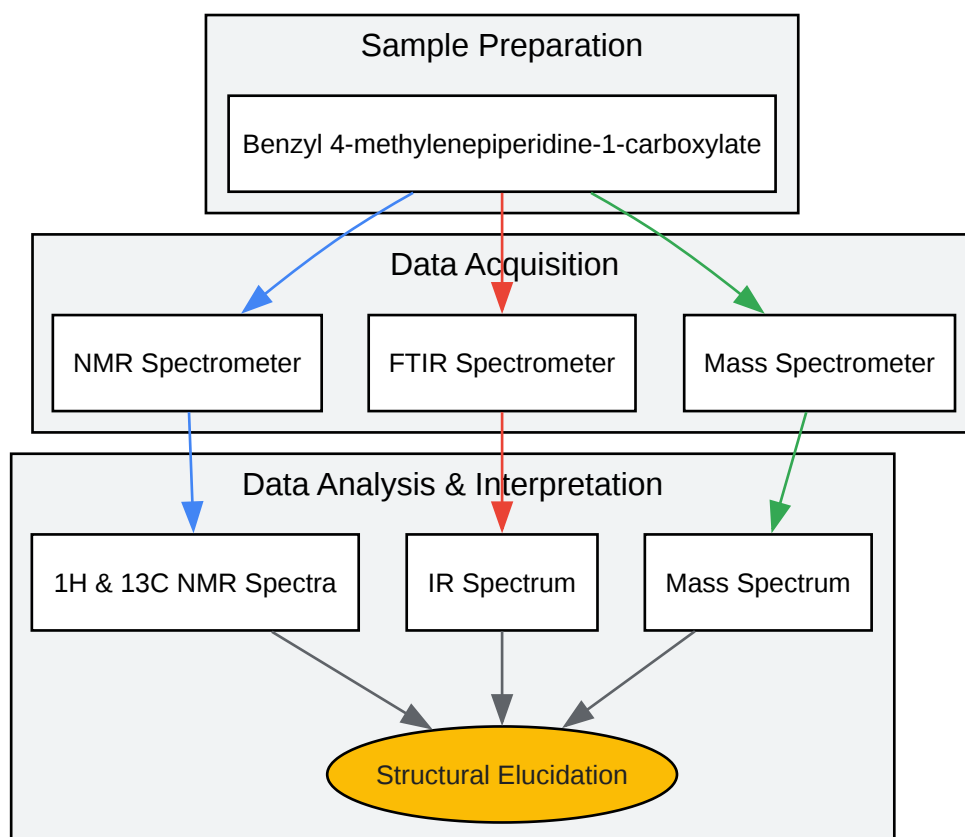 Sample Preparation
Benzyl 4-methylenepiperidine-1-carboxylate
Data Acquisition
NMR Spectrometer
FTIR Spectrometer
Mass Spectrometer
Data Analysis & Interpretation
1H & 13C NMR Spectra
IR Spectrum
Mass Spectrum
Structural Elucidation